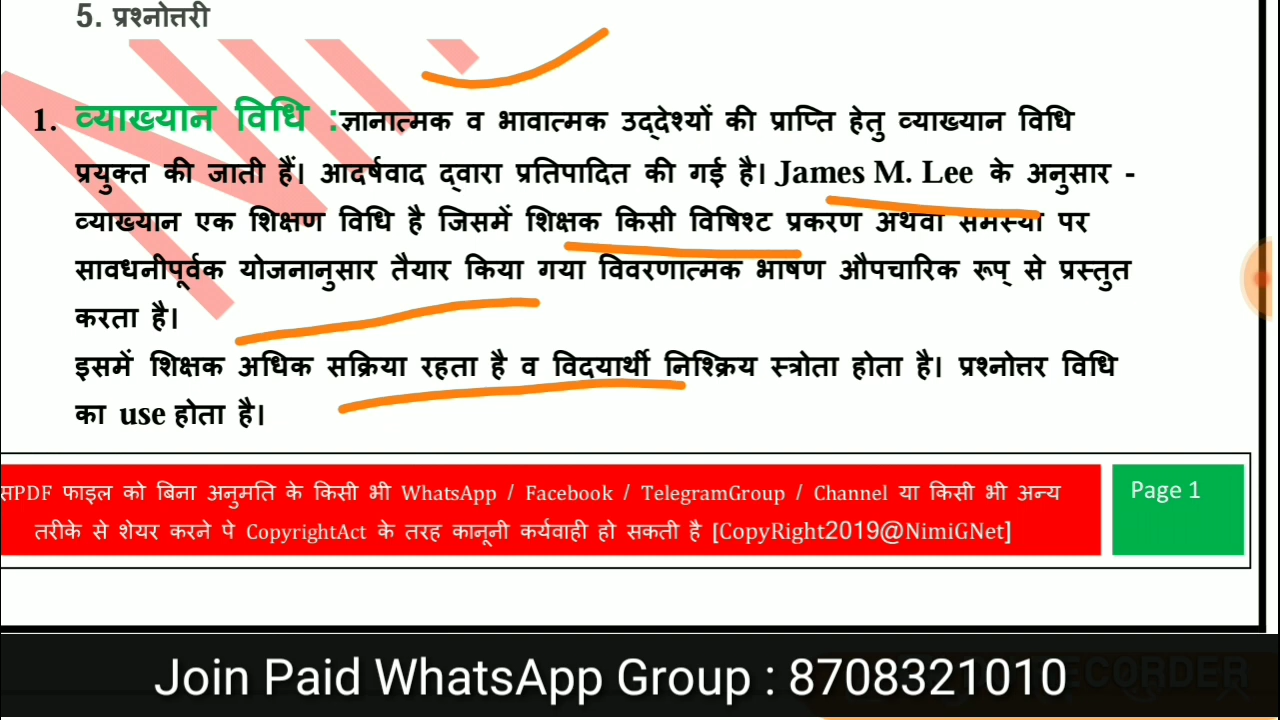 5. प्रश्नोत्तरी
1. व्याख्यान विधि :ज्ञानात्मक व भावात्मक उद्देश्यों की प्राप्ति हेतु व्याख्यान विधि
प्रयुक्त की जाती हैं। आदर्षवाद द्वारा प्रतिपादित की गई है। James M. Lee के अनुसार -
व्याख्यान एक शिक्षण विधि है जिसमें शिक्षक किसी विषिश्ट प्रकरण अथवा समस्या पर
सावधनीपूर्वक योजनानुसार तैयार किया गया विवरणात्मक भाषण औपचारिक रूप् से प्रस्तुत
करता है।
इसमें शिक्षक अधिक सक्रिया रहता है व विदयार्थी निश्क्रिय स्त्रोता होता है। प्रश्नोत्तर विधि
का use होता है।
सPDF फाइल को बिना अनुमति के किसी भी WhatsApp / Facebook / TelegramGroup / Channel या किसी भी अन्य
तरीके से शेयर करने पे CopyrightAct के तरह कानूनी कर्यवाही हो सकती है [CopyRight2019@NimiGNet]
Page 1
Join Paid WhatsApp Group : 8708321010